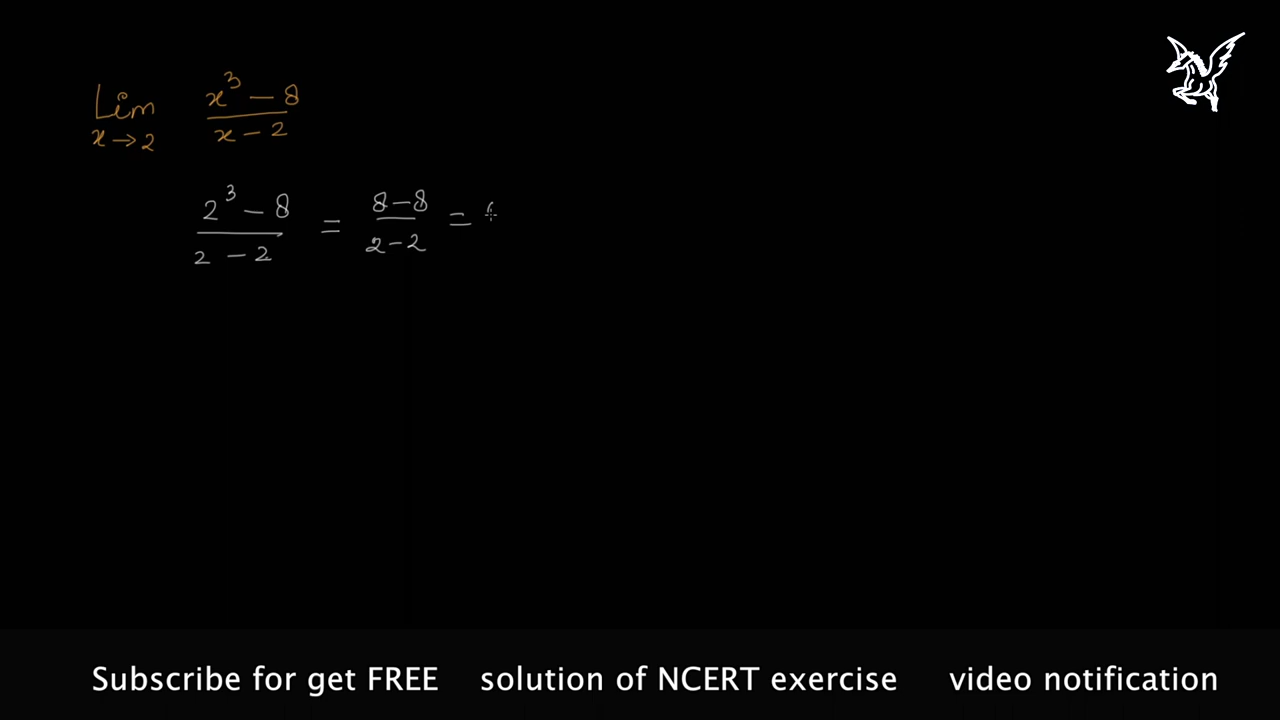 Lim x³ - 8
x→2 x - 2
2³ - 8 = 8-8 =
2 - 2 2-2
Subscribe for get FREE solution of NCERT exercise video notification